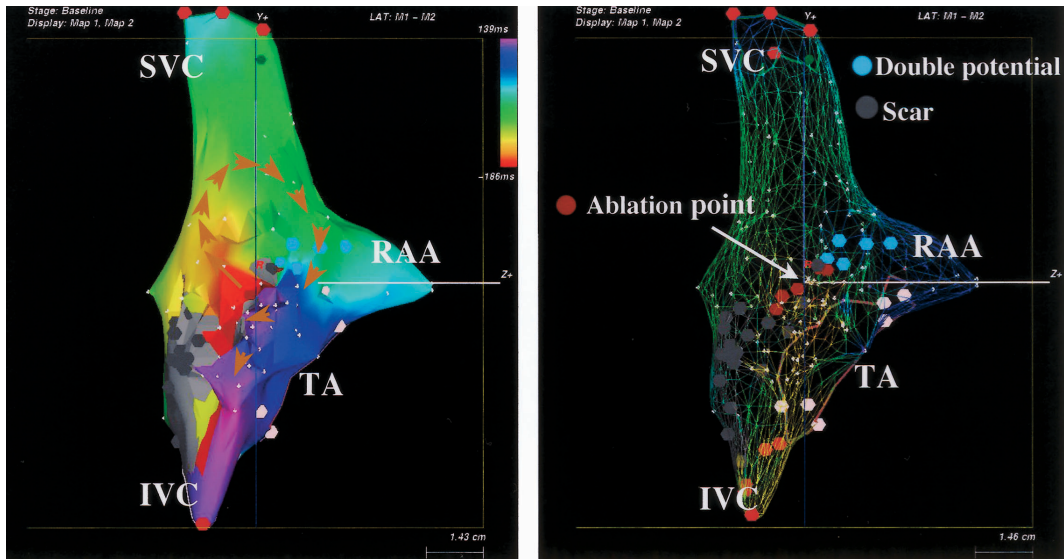 Stage: Baseline
Display: Map 1, Map 2
LAT: M1 - M2
Y+
139ms
SVC
-186ms
RAA
Z+
TA
IVC
1.43 cm
Stage: Baseline
Display: Map 1, Map 2
LAT: M1 - M2
Y+
SVC
Double potential
Scar
Ablation point
RAA
Z+
TA
IVC
1.46 cm